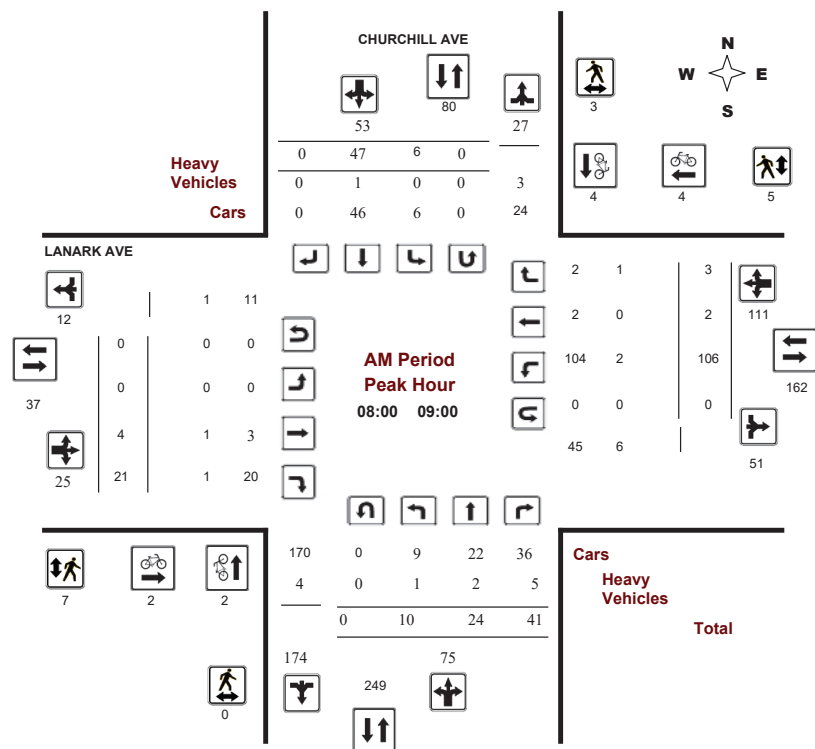 CHURCHILL AVE
N
W E
S
80
3
53 27
Heavy Vehicles
0 47 6 0
0 1 0 0 3
Cars 0 46 6 0 24
4 4 5
LANARK AVE
12
1 11
2 1 3
111
0 0 0
2 0 2
37
0 0 0
AM Period
Peak Hour
08:00 09:00
104 2 106
162
0 0 0
4 1 3
45 6
51
25
21 1 20
170 0 9 22 36 Cars
4 0 1 2 5 Heavy Vehicles
0 10 24 41 Total
7 2 2
174 75
249
0